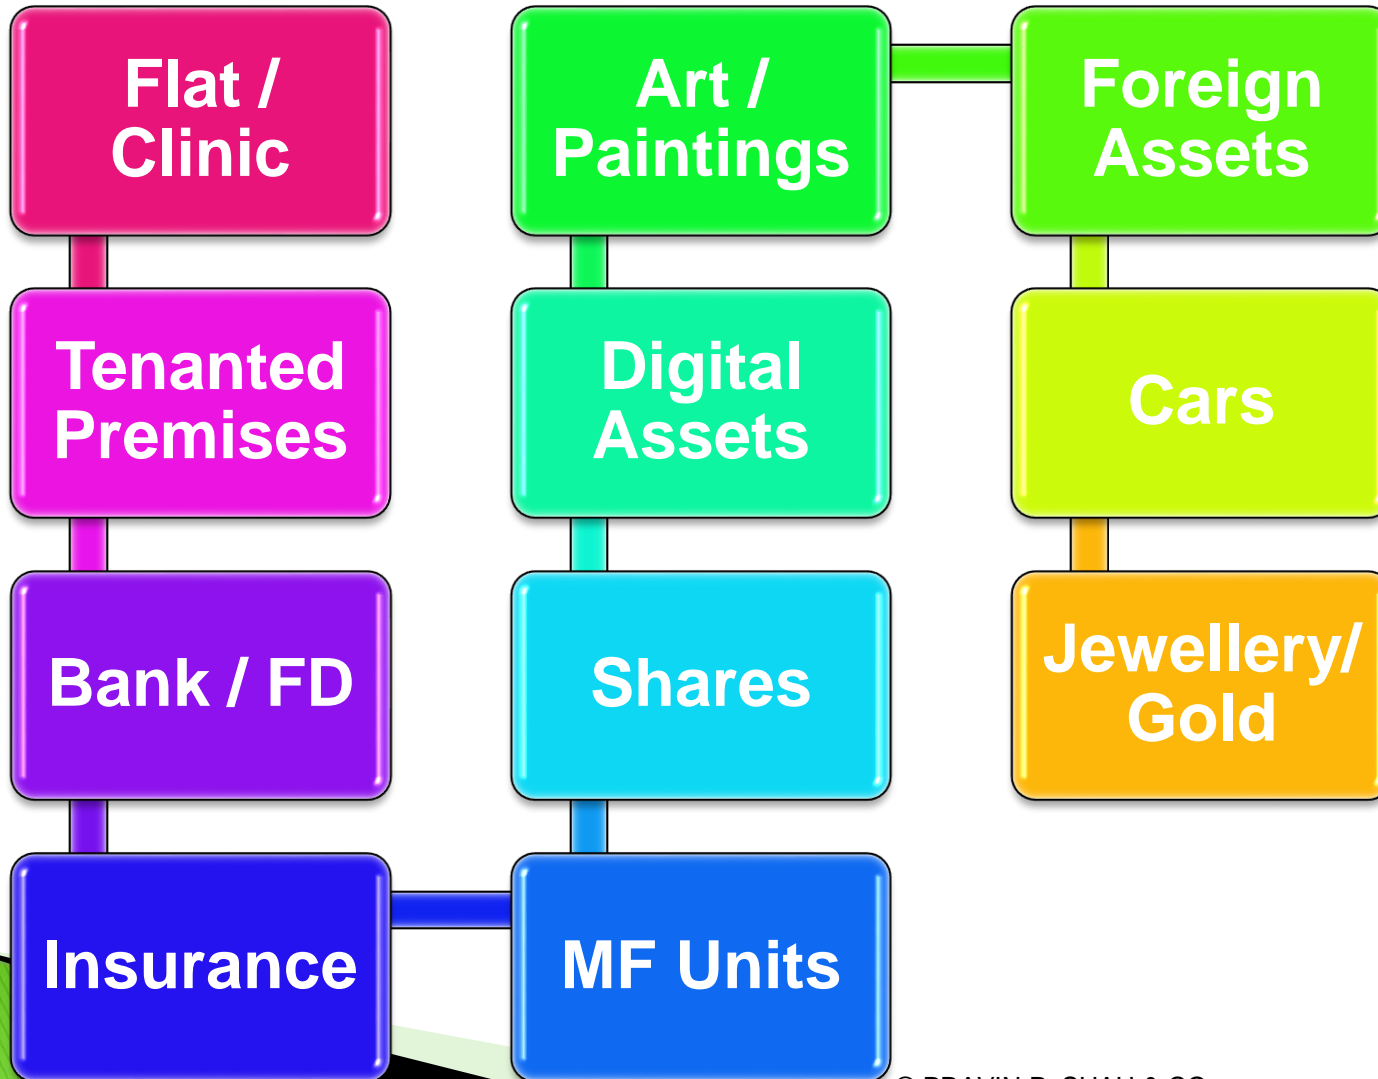 Flat /
Clinic
Tenanted
Premises
Bank / FD
Insurance
MF Units
Shares
Digital
Assets
Art /
Paintings
Foreign
Assets
Cars
Jewellery/
Gold